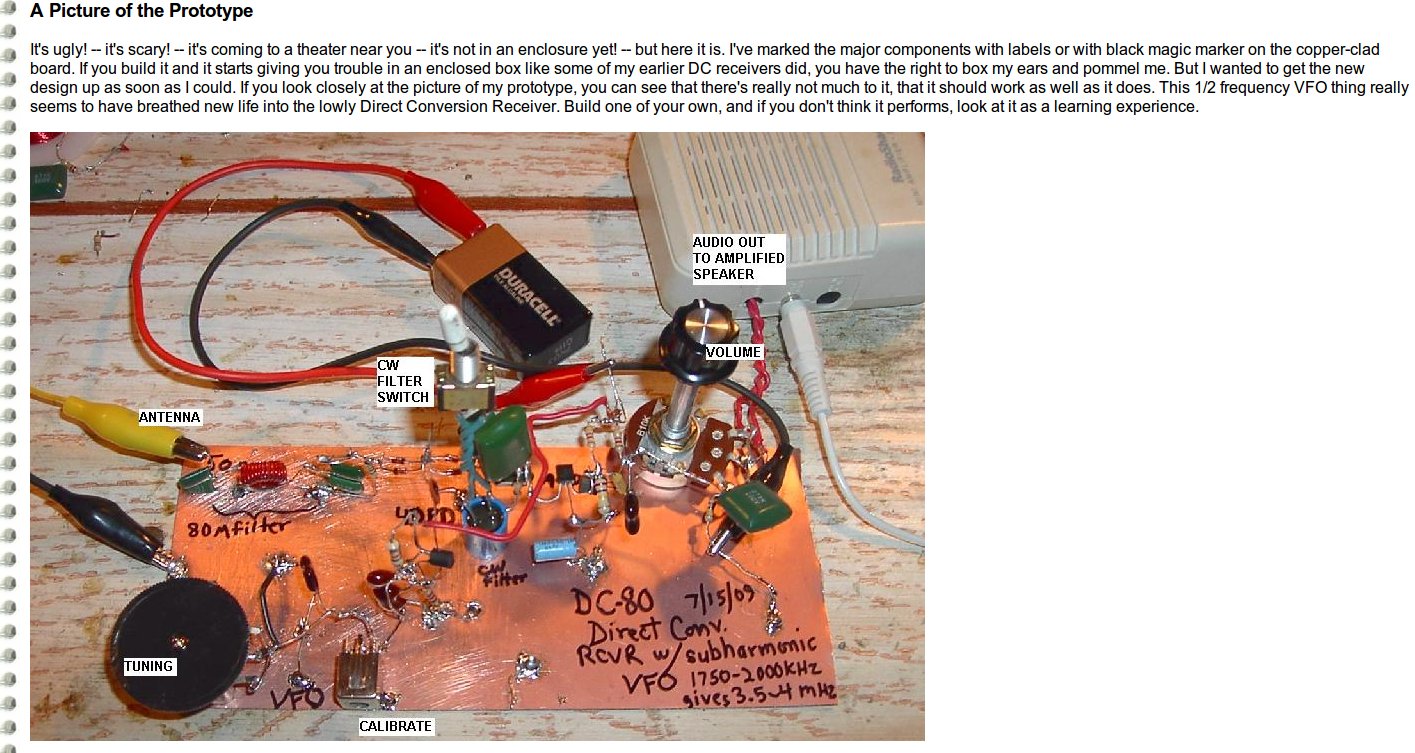 A Picture of the Prototype
It's ugly! -- it's scary! -- it's coming to a theater near you -- it's not in an enclosure yet! -- but here it is. I've marked the major components with labels or with black magic marker on the copper-clad
board. If you build it and it starts giving you trouble in an enclosed box like some of my earlier DC receivers did, you have the right to box my ears and pommel me. But I wanted to get the new
design up as soon as I could. If you look closely at the picture of my prototype, you can see that there's really not much to it, that it should work as well as it does. This 1/2 frequency VFO thing really
seems to have breathed new life into the lowly Direct Conversion Receiver. Build one of your own, and if you don't think it performs, look at it as a learning experience.
AUDIO OUT
TO AMPLIFIED
SPEAKER
DURACELL
VOLUME
CW
FILTER
SWITCH
ANTENNA
B10K
80M filter
CW
filter
DC-80 7/15/09
Direct Conv.
RCVR w/ subharmonic
VFO 1750-2000KHz
gives 3.5-4 mHz
TUNING
VFO
CALIBRATE